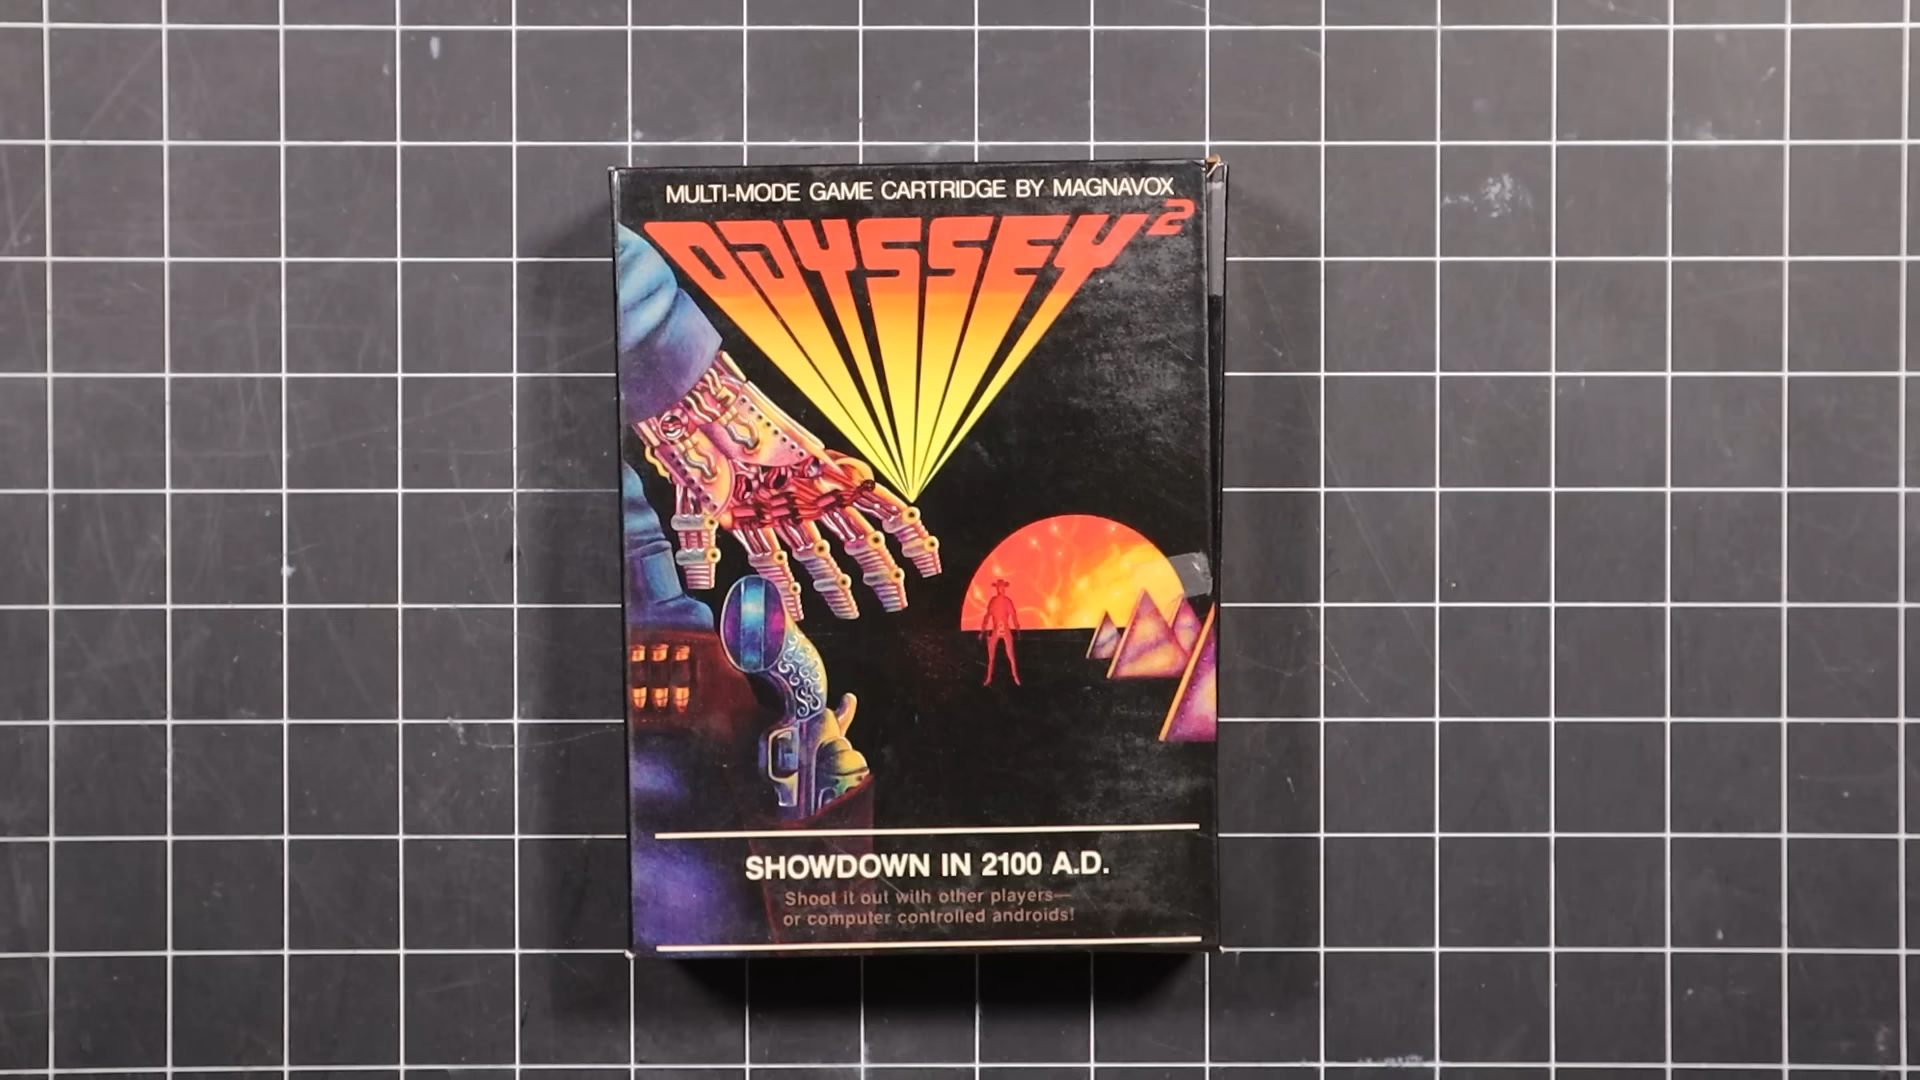 MULTI-MODE GAME CARTRIDGE BY MAGNAVOX
ODYSSEY²
SHOWDOWN IN 2100 A.D.
Shoot it out with other players—
or computer controlled androids!